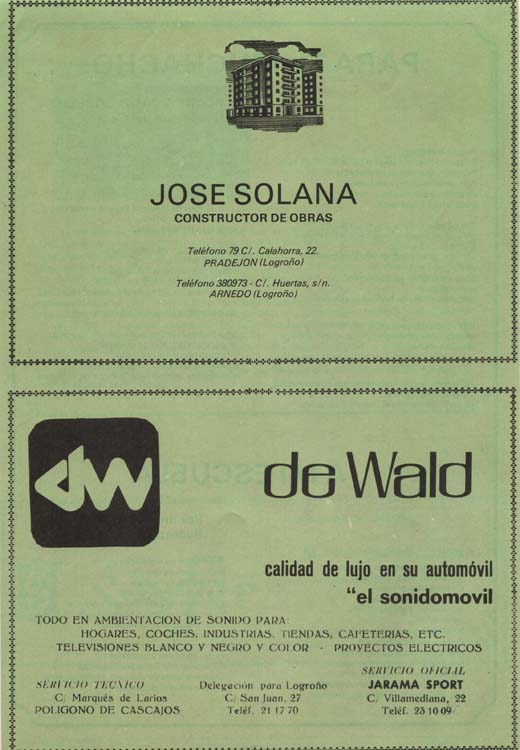 JOSE SOLANA
CONSTRUCTOR DE OBRAS
Teléfono 79 C/. Calahorra, 22.
PRADEJON (Logroño)
Teléfono 380973 - C/. Huertas, s/n.
ARNEDO (Logroño)
dw
de Wald
calidad de lujo en su automóvil
"el sonidomovil
TODO EN AMBIENTACION DE SONIDO PARA:
HOGARES, COCHES, INDUSTRIAS, TIENDAS, CAFETERIAS, ETC.
TELEVISIONES BLANCO Y NEGRO Y COLOR - PROYECTOS ELECTRICOS
SERVICIO TECNICO
C/ Marqués de Larios
POLIGONO DE CASCAJOS
Delegación para Logroño
C/ San Juan, 27
Teléf. 21 17 70
SERVICIO OFICIAL
JARAMA SPORT
C/. Villamediana, 22
Teléf. 23 10 09